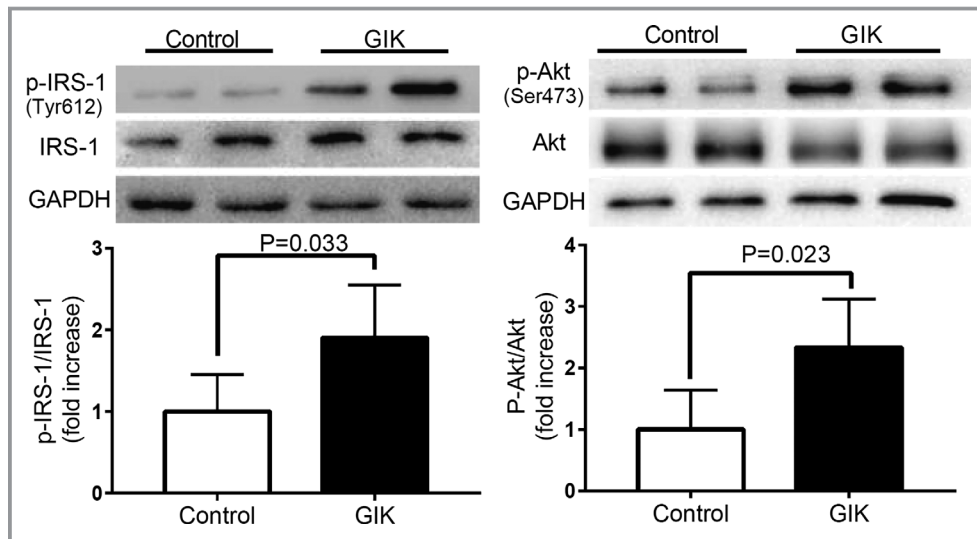 Control GIK
p-IRS-1
(Tyr612)
IRS-1
GAPDH
P=0.033
3
2
1
0
p-IRS-1/IRS-1
(fold increase)
Control GIK
Control GIK
p-Akt
(Ser473)
Akt
GAPDH
P=0.023
4
3
2
1
0
P-Akt/Akt
(fold increase)
Control GIK